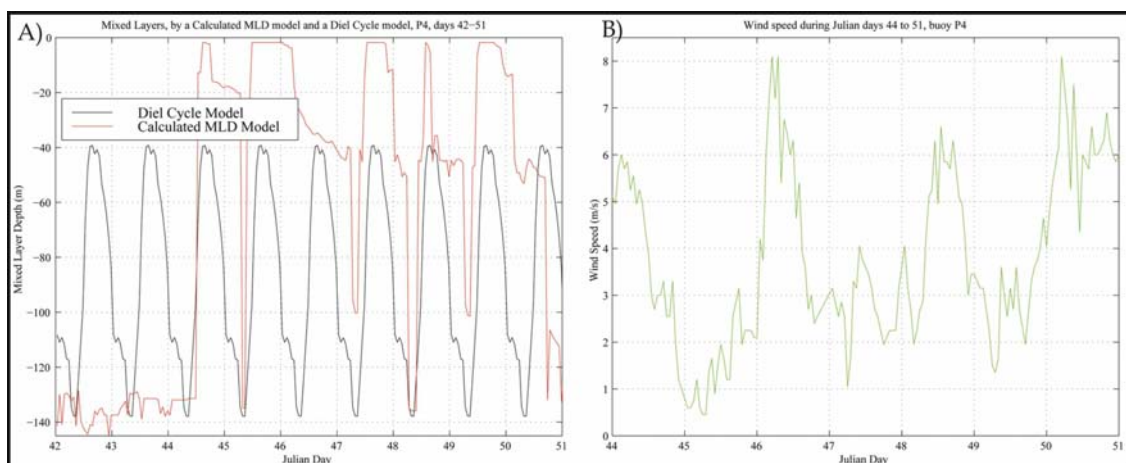 A)
Mixed Layers, by a Calculated MLD model and a Diel Cycle model, P4, days 42−51
0
−20
−40
−60
−80
−100
−120
−140
Mixed Layer Depth (m)
Diel Cycle Model
Calculated MLD Model
42 43 44 45 46 47 48 49 50 51
Julian Day
B)
Wind speed during Julian days 44 to 51, buoy P4
9
8
7
6
5
4
3
2
1
0
Wind Speed (m/s)
44 45 46 47 48 49 50 51
Julian Day